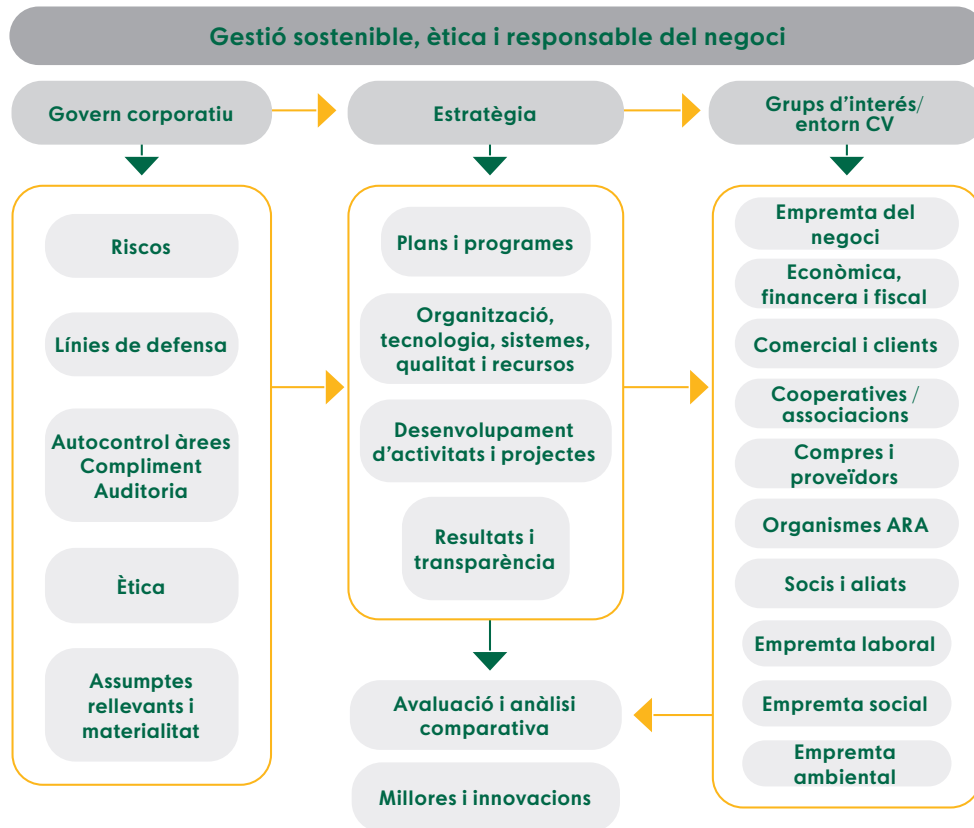 Gestió sostenible, ètica i responsable del negoci
Govern corporatiu
Estratègia
Grups d’interés/
entorn CV
Riscos
Línies de defensa
Autocontrol àrees
Compliment
Auditoria
Ètica
Assumptes
rellevants i
materialitat
Plans i programes
Organització,
tecnologia, sistemes,
qualitat i recursos
Desenvolupament
d’activitats i projectes
Resultats i
transparència
Avaluació i anàlisi
comparativa
Millores i innovacions
Empremta del
negoci
Econòmica,
financera i fiscal
Comercial i clients
Cooperatives /
associacions
Compres i
proveïdors
Organismes ARA
Socis i aliats
Empremta laboral
Empremta social
Empremta
ambiental